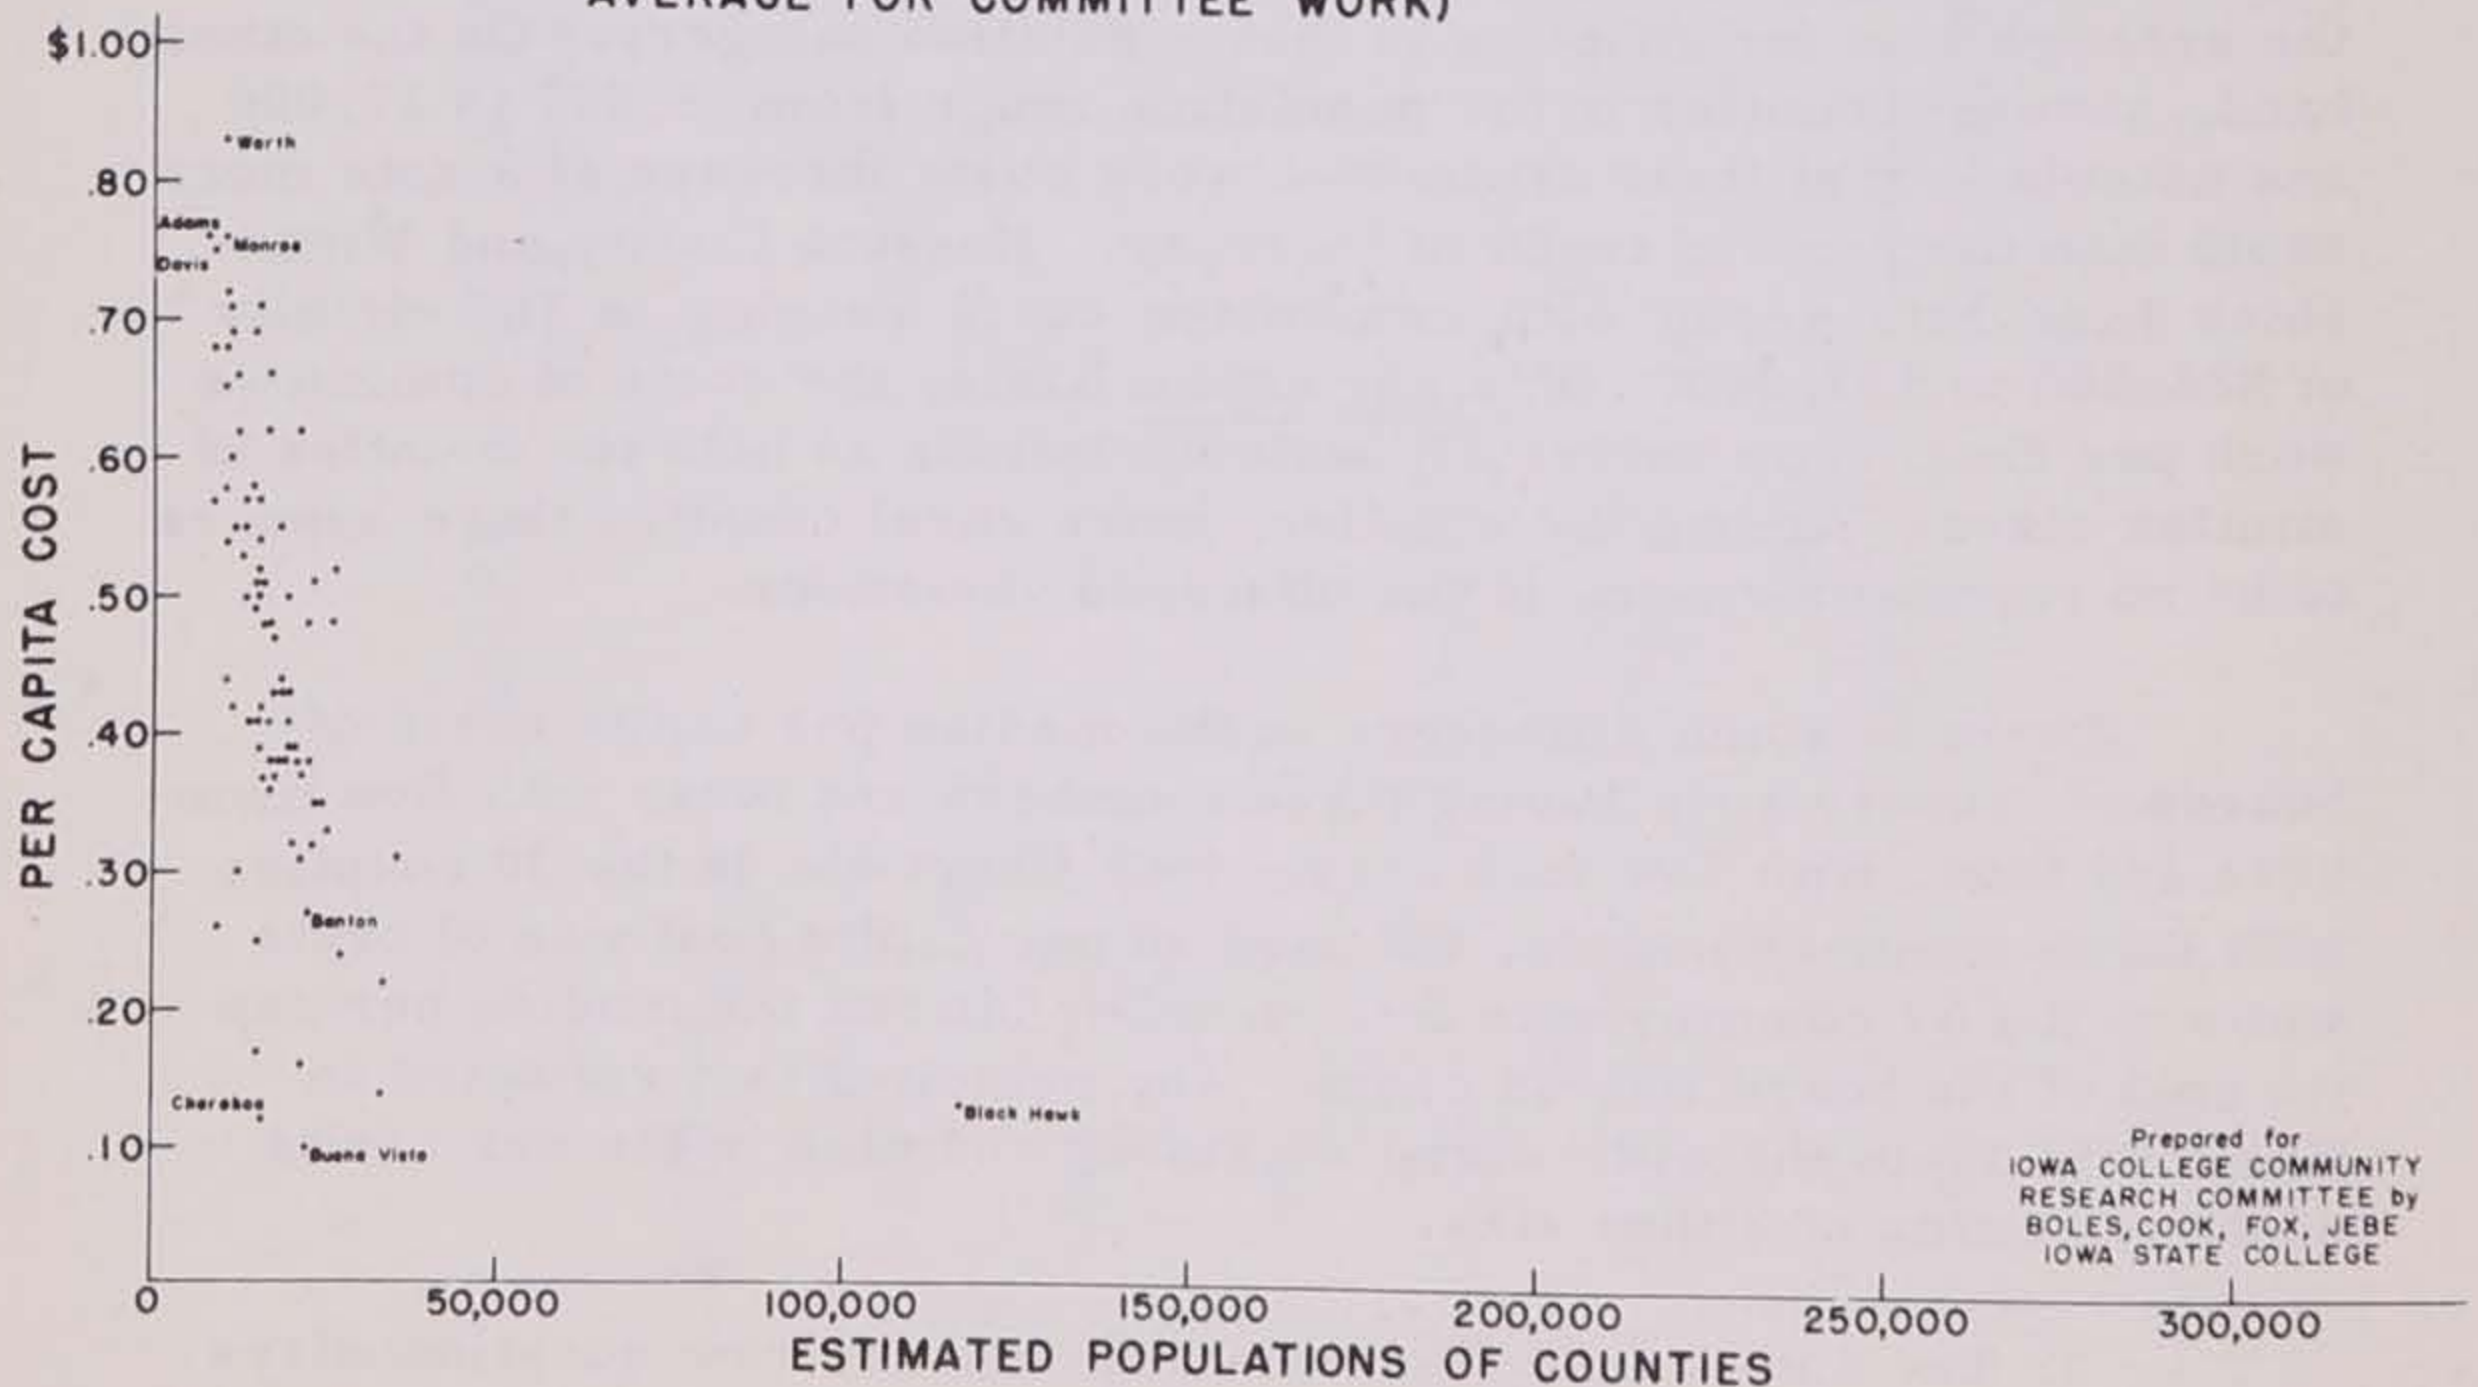 AVERAGE FOR COMMITTEE WORK)
$1.00
Worth
.80
Adams
Monroe
Davis
.70
.60
.50
.40
.30
Benton
.20
Cherokee
Black Hawk
.10
Buena Vista
PER CAPITA COST
Prepared for
IOWA COLLEGE COMMUNITY
RESEARCH COMMITTEE by
BOLES, COOK, FOX, JEBE
IOWA STATE COLLEGE
0 50,000 100,000 150,000 200,000 250,000 300,000
ESTIMATED POPULATIONS OF COUNTIES